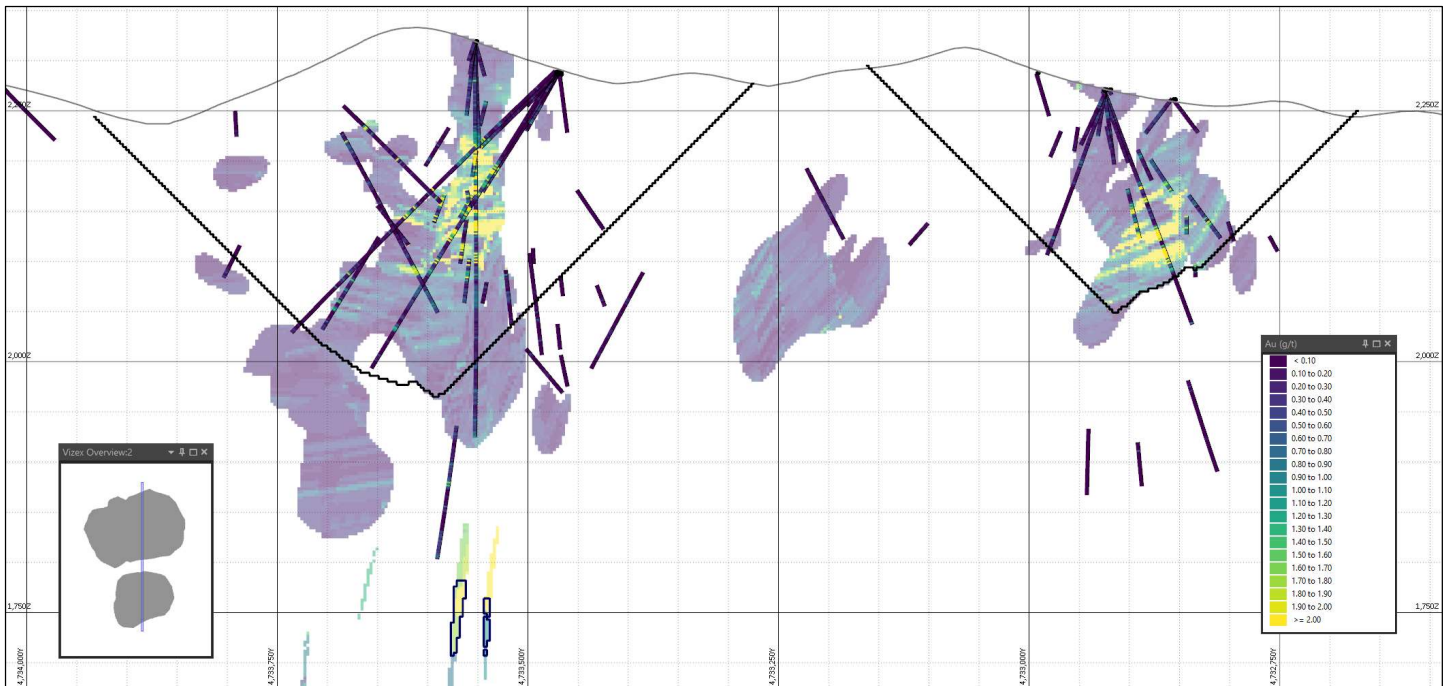 2,250Z
2,250Z
2,000Z
2,000Z
1,750Z
1,750Z
4,734,000Y
4,733,750Y
4,733,500Y
4,733,250Y
4,733,000Y
4,732,750Y
Vizex Overview:2
Au (g/t)
< 0.10
0.10 to 0.20
0.20 to 0.30
0.30 to 0.40
0.40 to 0.50
0.50 to 0.60
0.60 to 0.70
0.70 to 0.80
0.80 to 0.90
0.90 to 1.00
1.00 to 1.10
1.10 to 1.20
1.20 to 1.30
1.30 to 1.40
1.40 to 1.50
1.50 to 1.60
1.60 to 1.70
1.70 to 1.80
1.80 to 1.90
1.90 to 2.00
>= 2.00